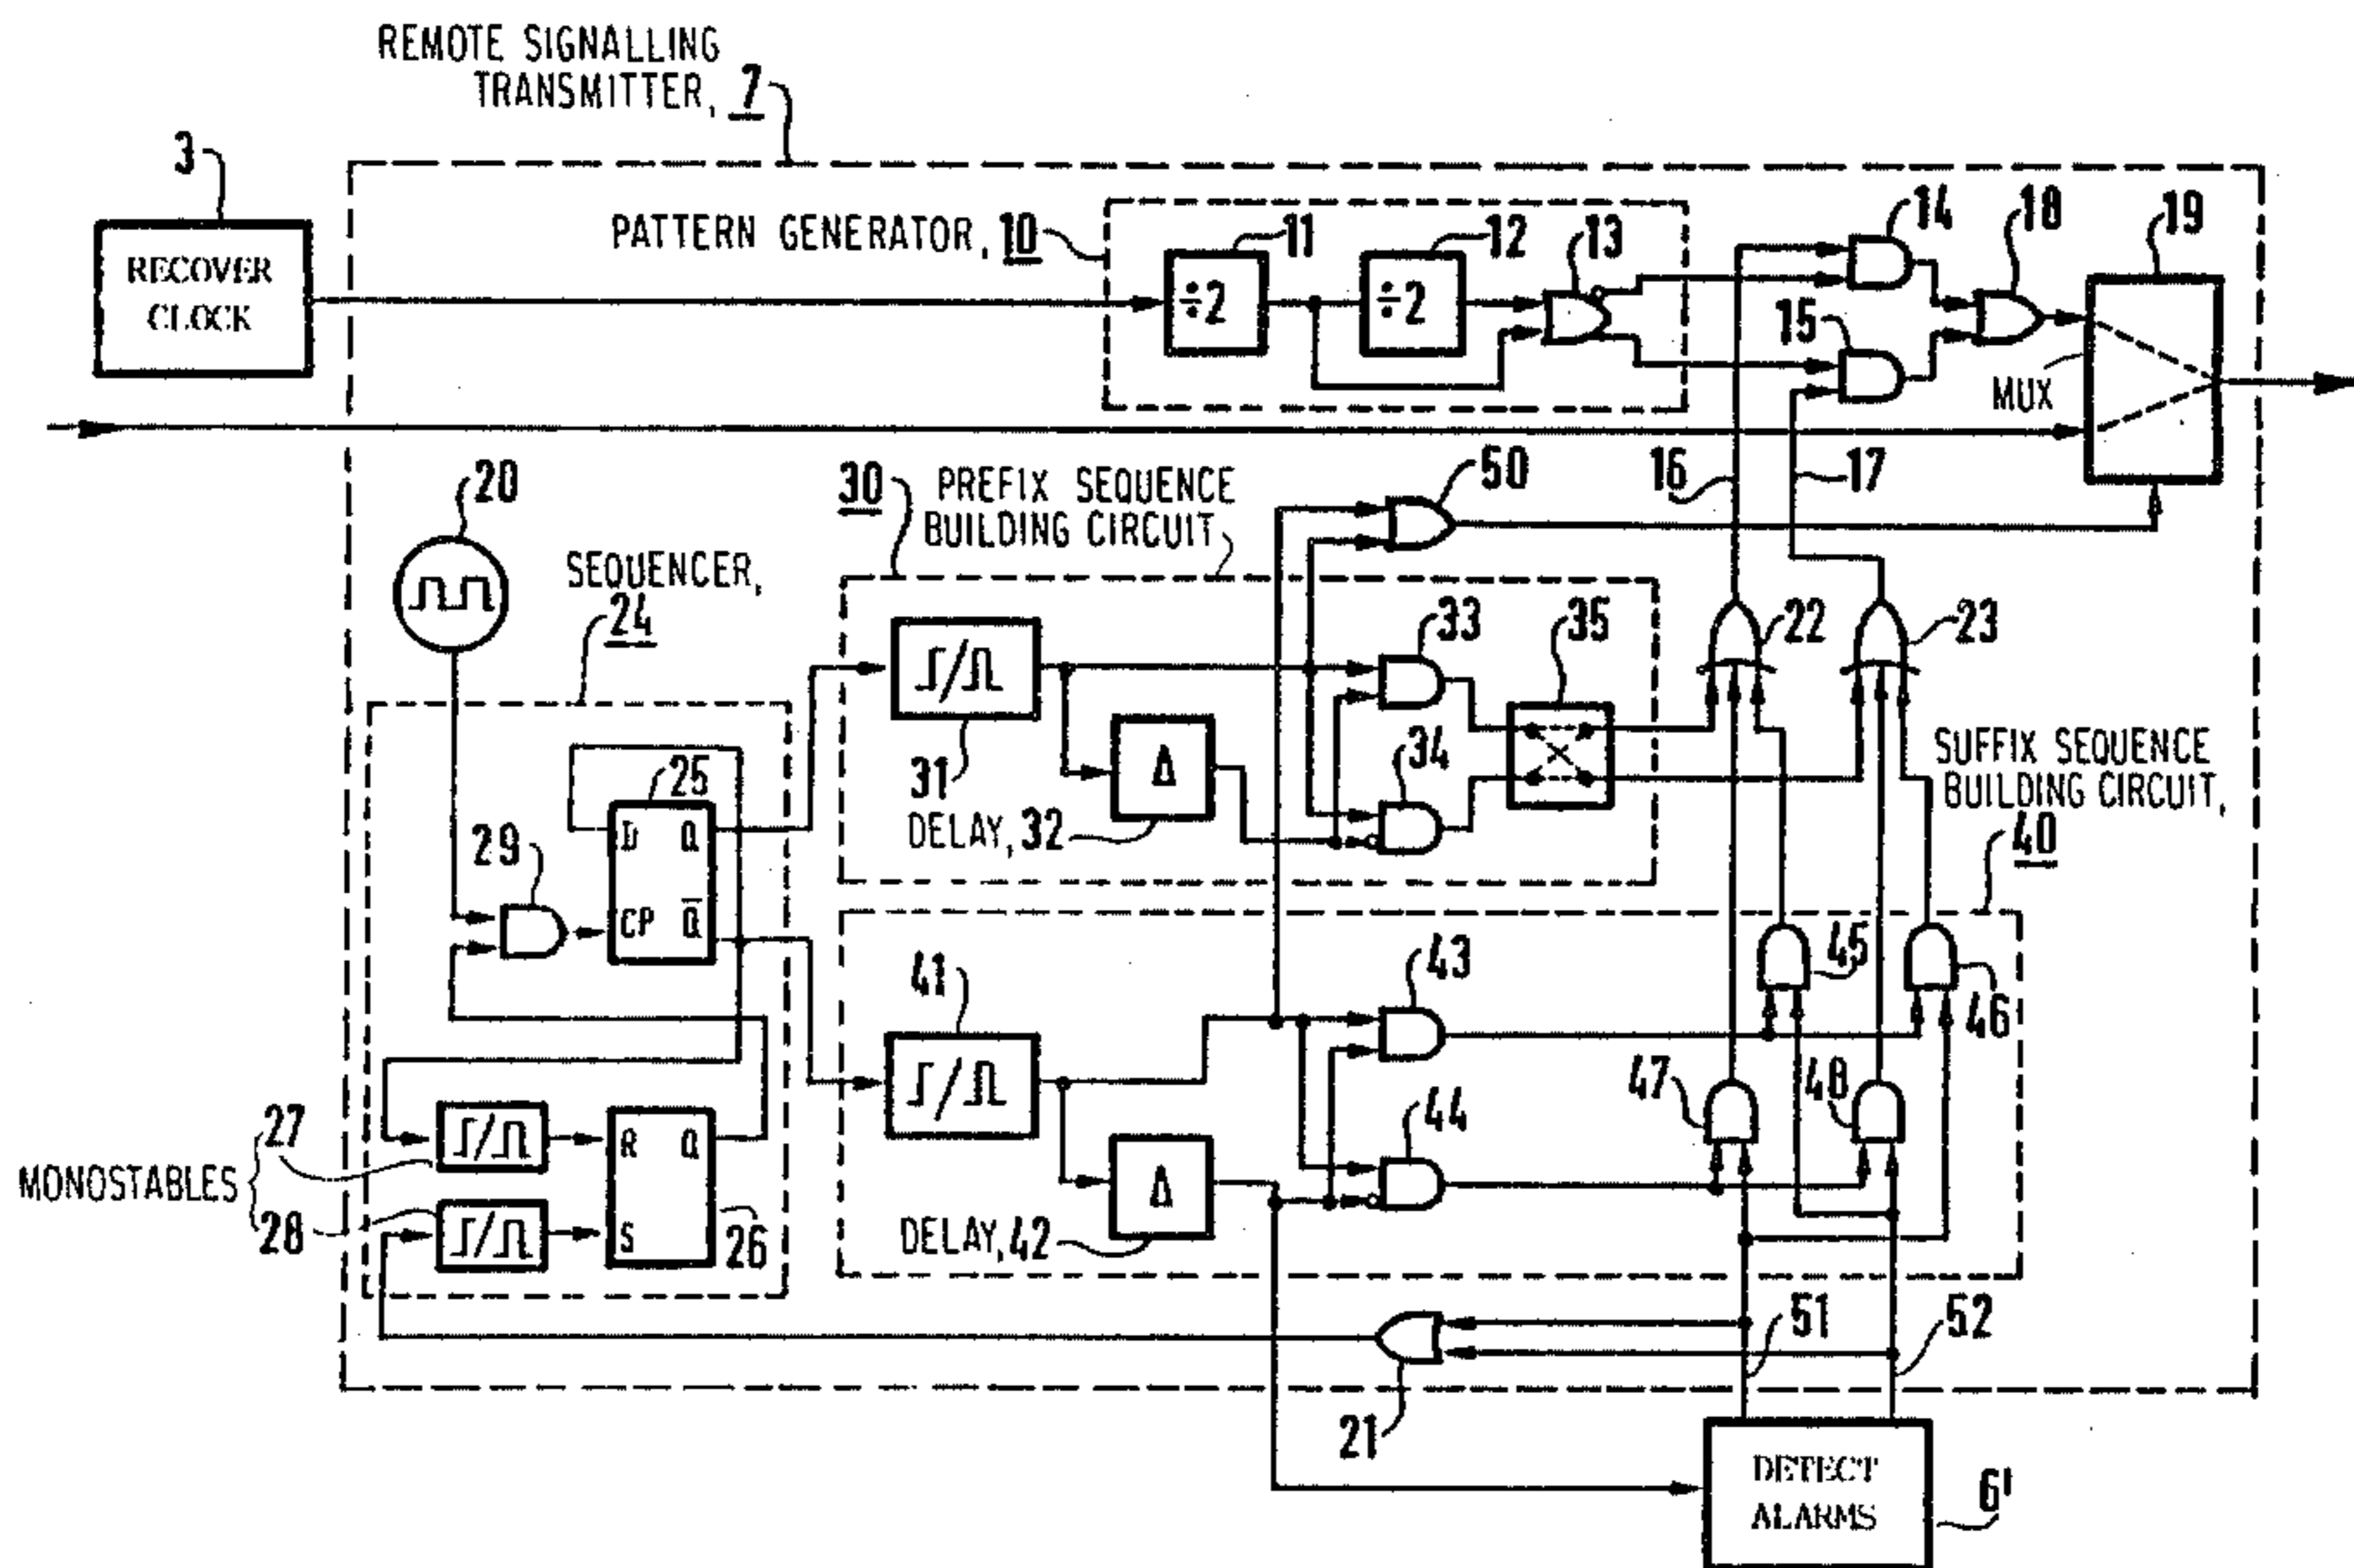 REMOTE SIGNALLING
TRANSMITTER, 7
3
RECOVER
CLOCK
PATTERN GENERATOR, 10
11
÷2
12
÷2
13
14
15
18
19
MUX
16
17
20
SEQUENCER,
24
30
PREFIX SEQUENCE
BUILDING CIRCUIT
50
33
35
22
23
31
Δ
34
DELAY, 32
SUFFIX SEQUENCE
BUILDING CIRCUIT,
40
25
D Q
CP Q̅
29
41
43
45
46
47
48
44
27
MONOSTABLES
28
R Q
S
26
Δ
DELAY, 42
51
52
21
DETECT
ALARMS
6'